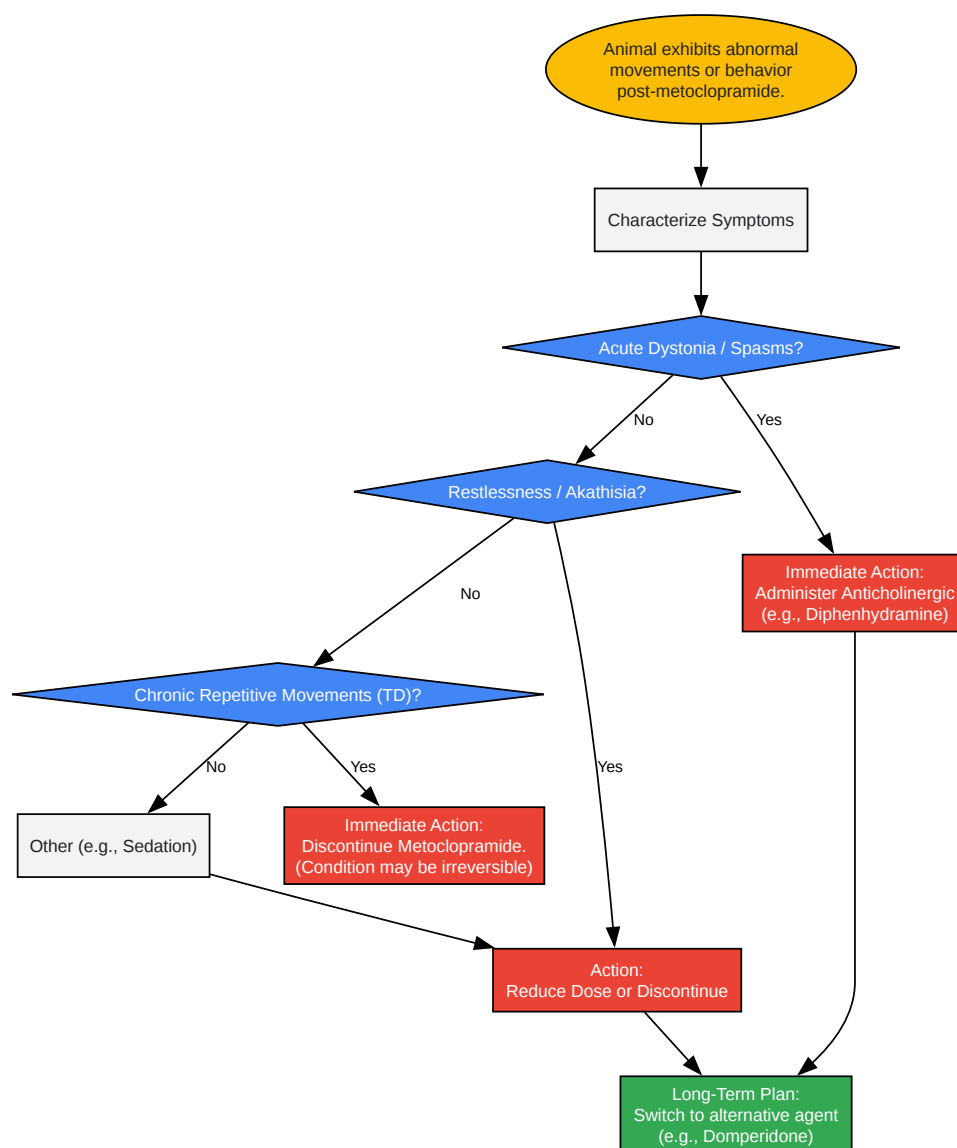 Animal exhibits abnormal
movements or behavior
post-metoclopramide.
Characterize Symptoms
Acute Dystonia / Spasms?
No
Yes
Restlessness / Akathisia?
Immediate Action:
Administer Anticholinergic
(e.g., Diphenhydramine)
No
Yes
Chronic Repetitive Movements (TD)?
No
Yes
Other (e.g., Sedation)
Immediate Action:
Discontinue Metoclopramide.
(Condition may be irreversible)
Action:
Reduce Dose or Discontinue
Long-Term Plan:
Switch to alternative agent
(e.g., Domperidone)